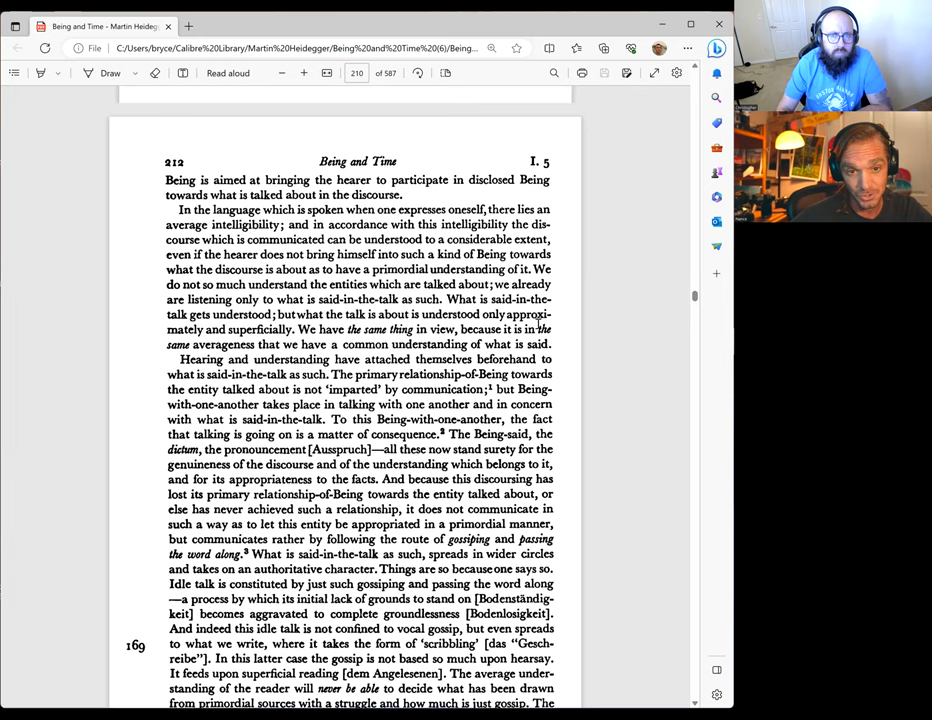 Being and Time - Martin Heideg
File
C:/Users/bryce/Calibre%20Library/Martin%20Heidegger/Being%20and%20Time%20(6)/Being...
Draw
Read aloud
210
of 587
212
Being and Time
I. 5
Being is aimed at bringing the hearer to participate in disclosed Being
towards what is talked about in the discourse.
In the language which is spoken when one expresses oneself, there lies an
average intelligibility; and in accordance with this intelligibility the dis-
course which is communicated can be understood to a considerable extent,
even if the hearer does not bring himself into such a kind of Being towards
what the discourse is about as to have a primordial understanding of it. We
do not so much understand the entities which are talked about; we already
are listening only to what is said-in-the-talk as such. What is said-in-the-
talk gets understood; but what the talk is about is understood only approxi-
mately and superficially. We have the same thing in view, because it is in the
same averageness that we have a common understanding of what is said.
Hearing and understanding have attached themselves beforehand to
what is said-in-the-talk as such. The primary relationship-of-Being towards
the entity talked about is not 'imparted' by communication;¹ but Being-
with-one-another takes place in talking with one another and in concern
with what is said-in-the-talk. To this Being-with-one-another, the fact
that talking is going on is a matter of consequence.² The Being-said, the
dictum, the pronouncement [Ausspruch]—all these now stand surety for the
genuineness of the discourse and of the understanding which belongs to it,
and for its appropriateness to the facts. And because this discoursing has
lost its primary relationship-of-Being towards the entity talked about, or
else has never achieved such a relationship, it does not communicate in
such a way as to let this entity be appropriated in a primordial manner,
but communicates rather by following the route of gossiping and passing
the word along.³ What is said-in-the-talk as such, spreads in wider circles
and takes on an authoritative character. Things are so because one says so.
Idle talk is constituted by just such gossiping and passing the word along
—a process by which its initial lack of grounds to stand on [Bodenständig-
keit] becomes aggravated to complete groundlessness [Bodenlosigkeit].
And indeed this idle talk is not confined to vocal gossip, but even spreads
169
to what we write, where it takes the form of 'scribbling' [das "Gesch-
reibe"]. In this latter case the gossip is not based so much upon hearsay.
It feeds upon superficial reading [dem Angelesenen]. The average under-
standing of the reader will never be able to decide what has been drawn
from primordial sources with a struggle and how much is just gossip. The